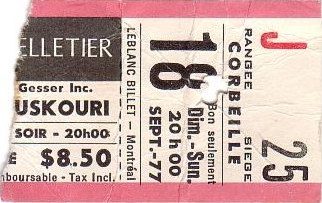 ELLETIER
Gesser Inc.
USKOURI
SOIR - 20h00
E $8.50
mboursable - Tax Incl.
LEBLANC BILLET - Montréal
18
Dim. - Sun.
20 h 00
SEPT. - 77
Bon seulement
RANGEE
J
CORBEILLE
SIEGE
25